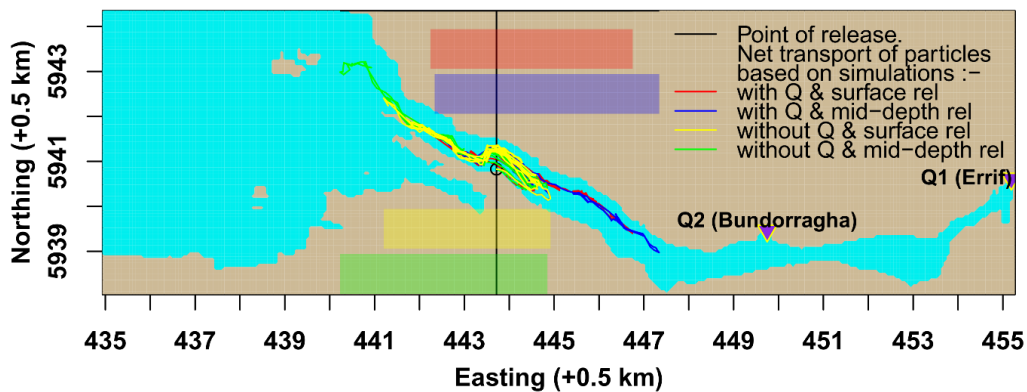 Point of release.
Net transport of particles
based on simulations :−
with Q & surface rel
with Q & mid−depth rel
without Q & surface rel
without Q & mid−depth rel
Q1 (Errif)
Q2 (Bundorragha)
Northing (+0.5 km)
5943
5941
5939
435 437 439 441 443 445 447 449 451 453 455
Easting (+0.5 km)